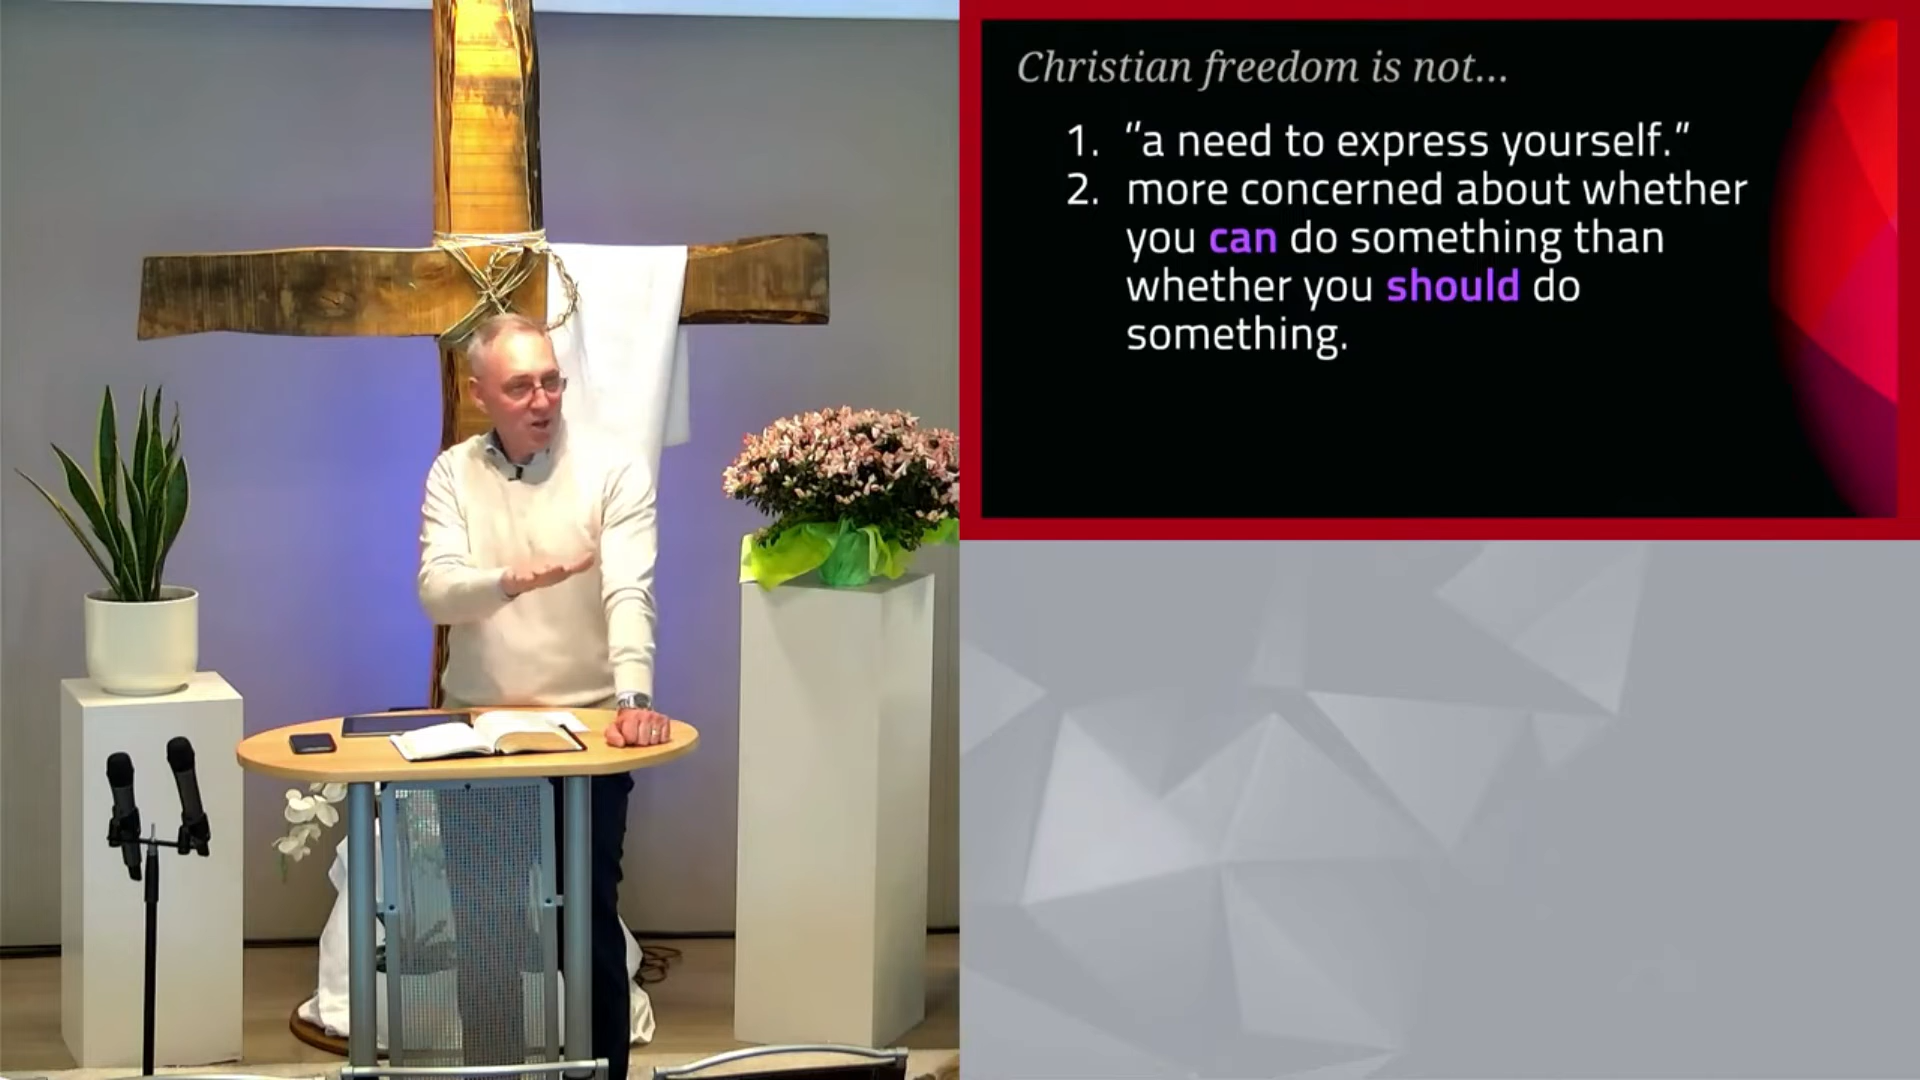 Christian freedom is not...
1. "a need to express yourself."
2. more concerned about whether
you can do something than
whether you should do
something.